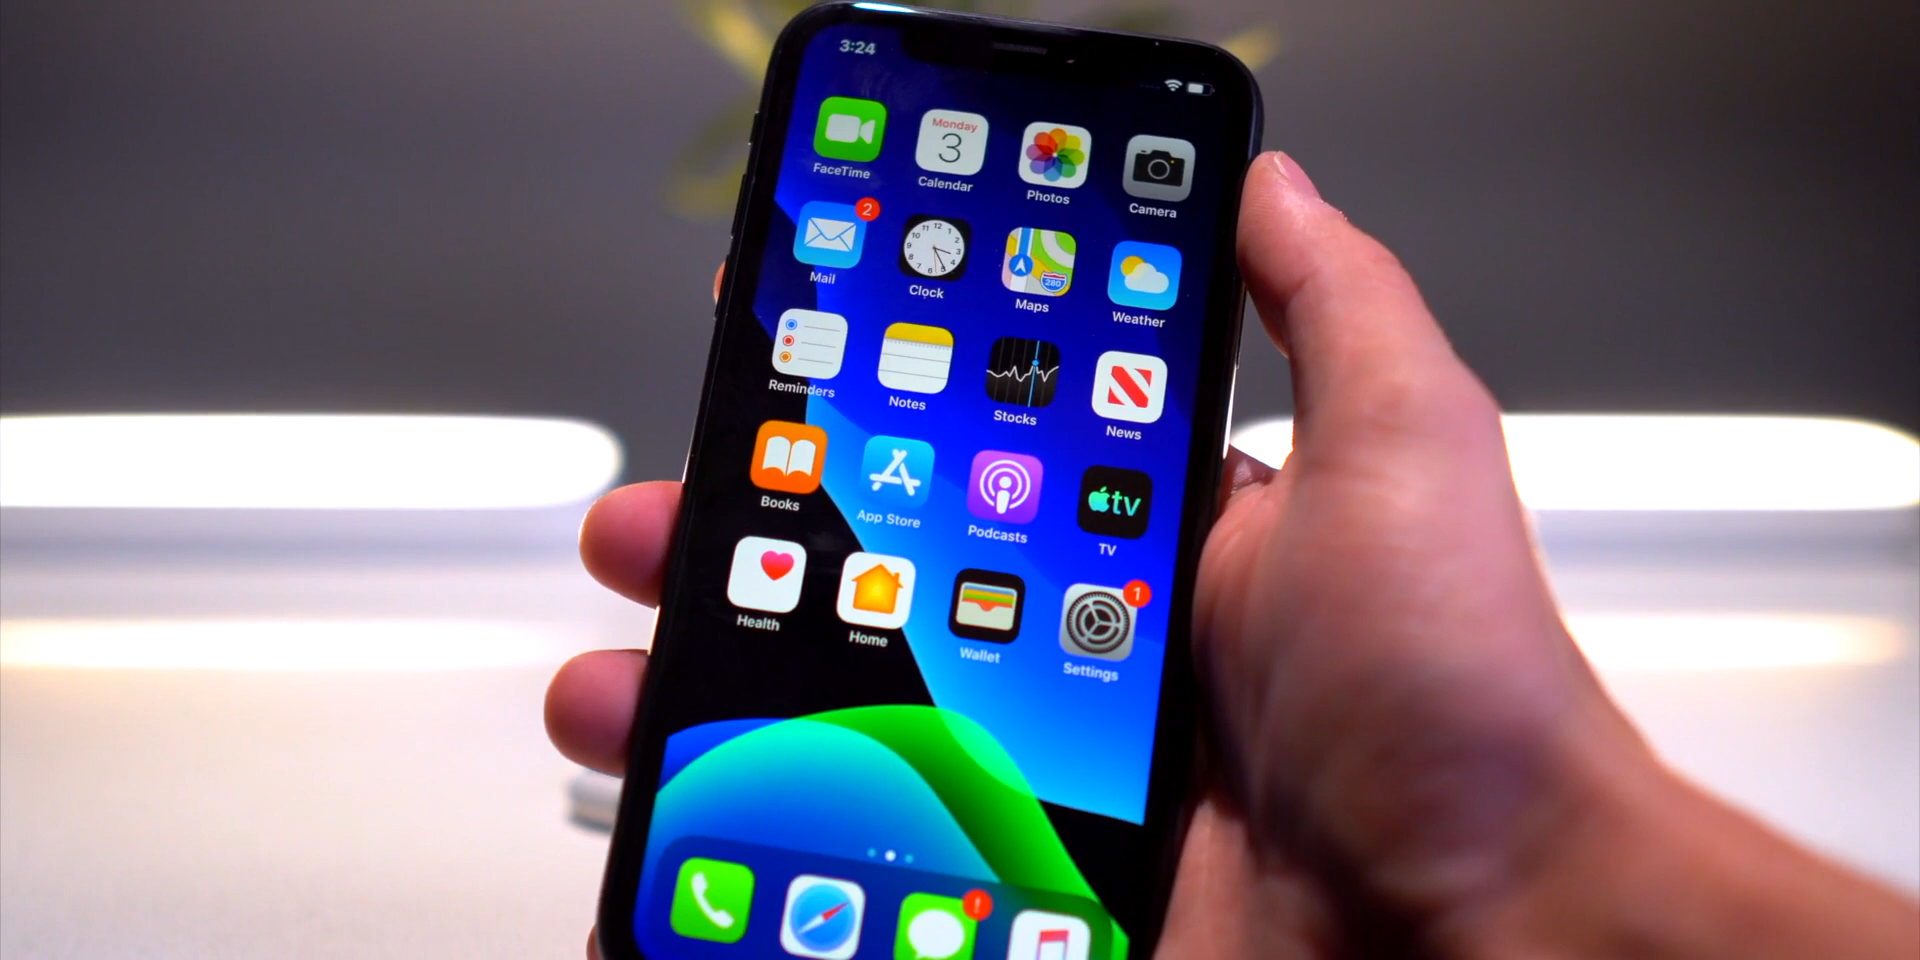 3:24
FaceTime
Monday
3
Calendar
Photos
Camera
2
Mail
Clock
280
Maps
Weather
Reminders
Notes
Stocks
News
Books
App Store
Podcasts
tv
TV
Health
Home
Wallet
1
Settings
!